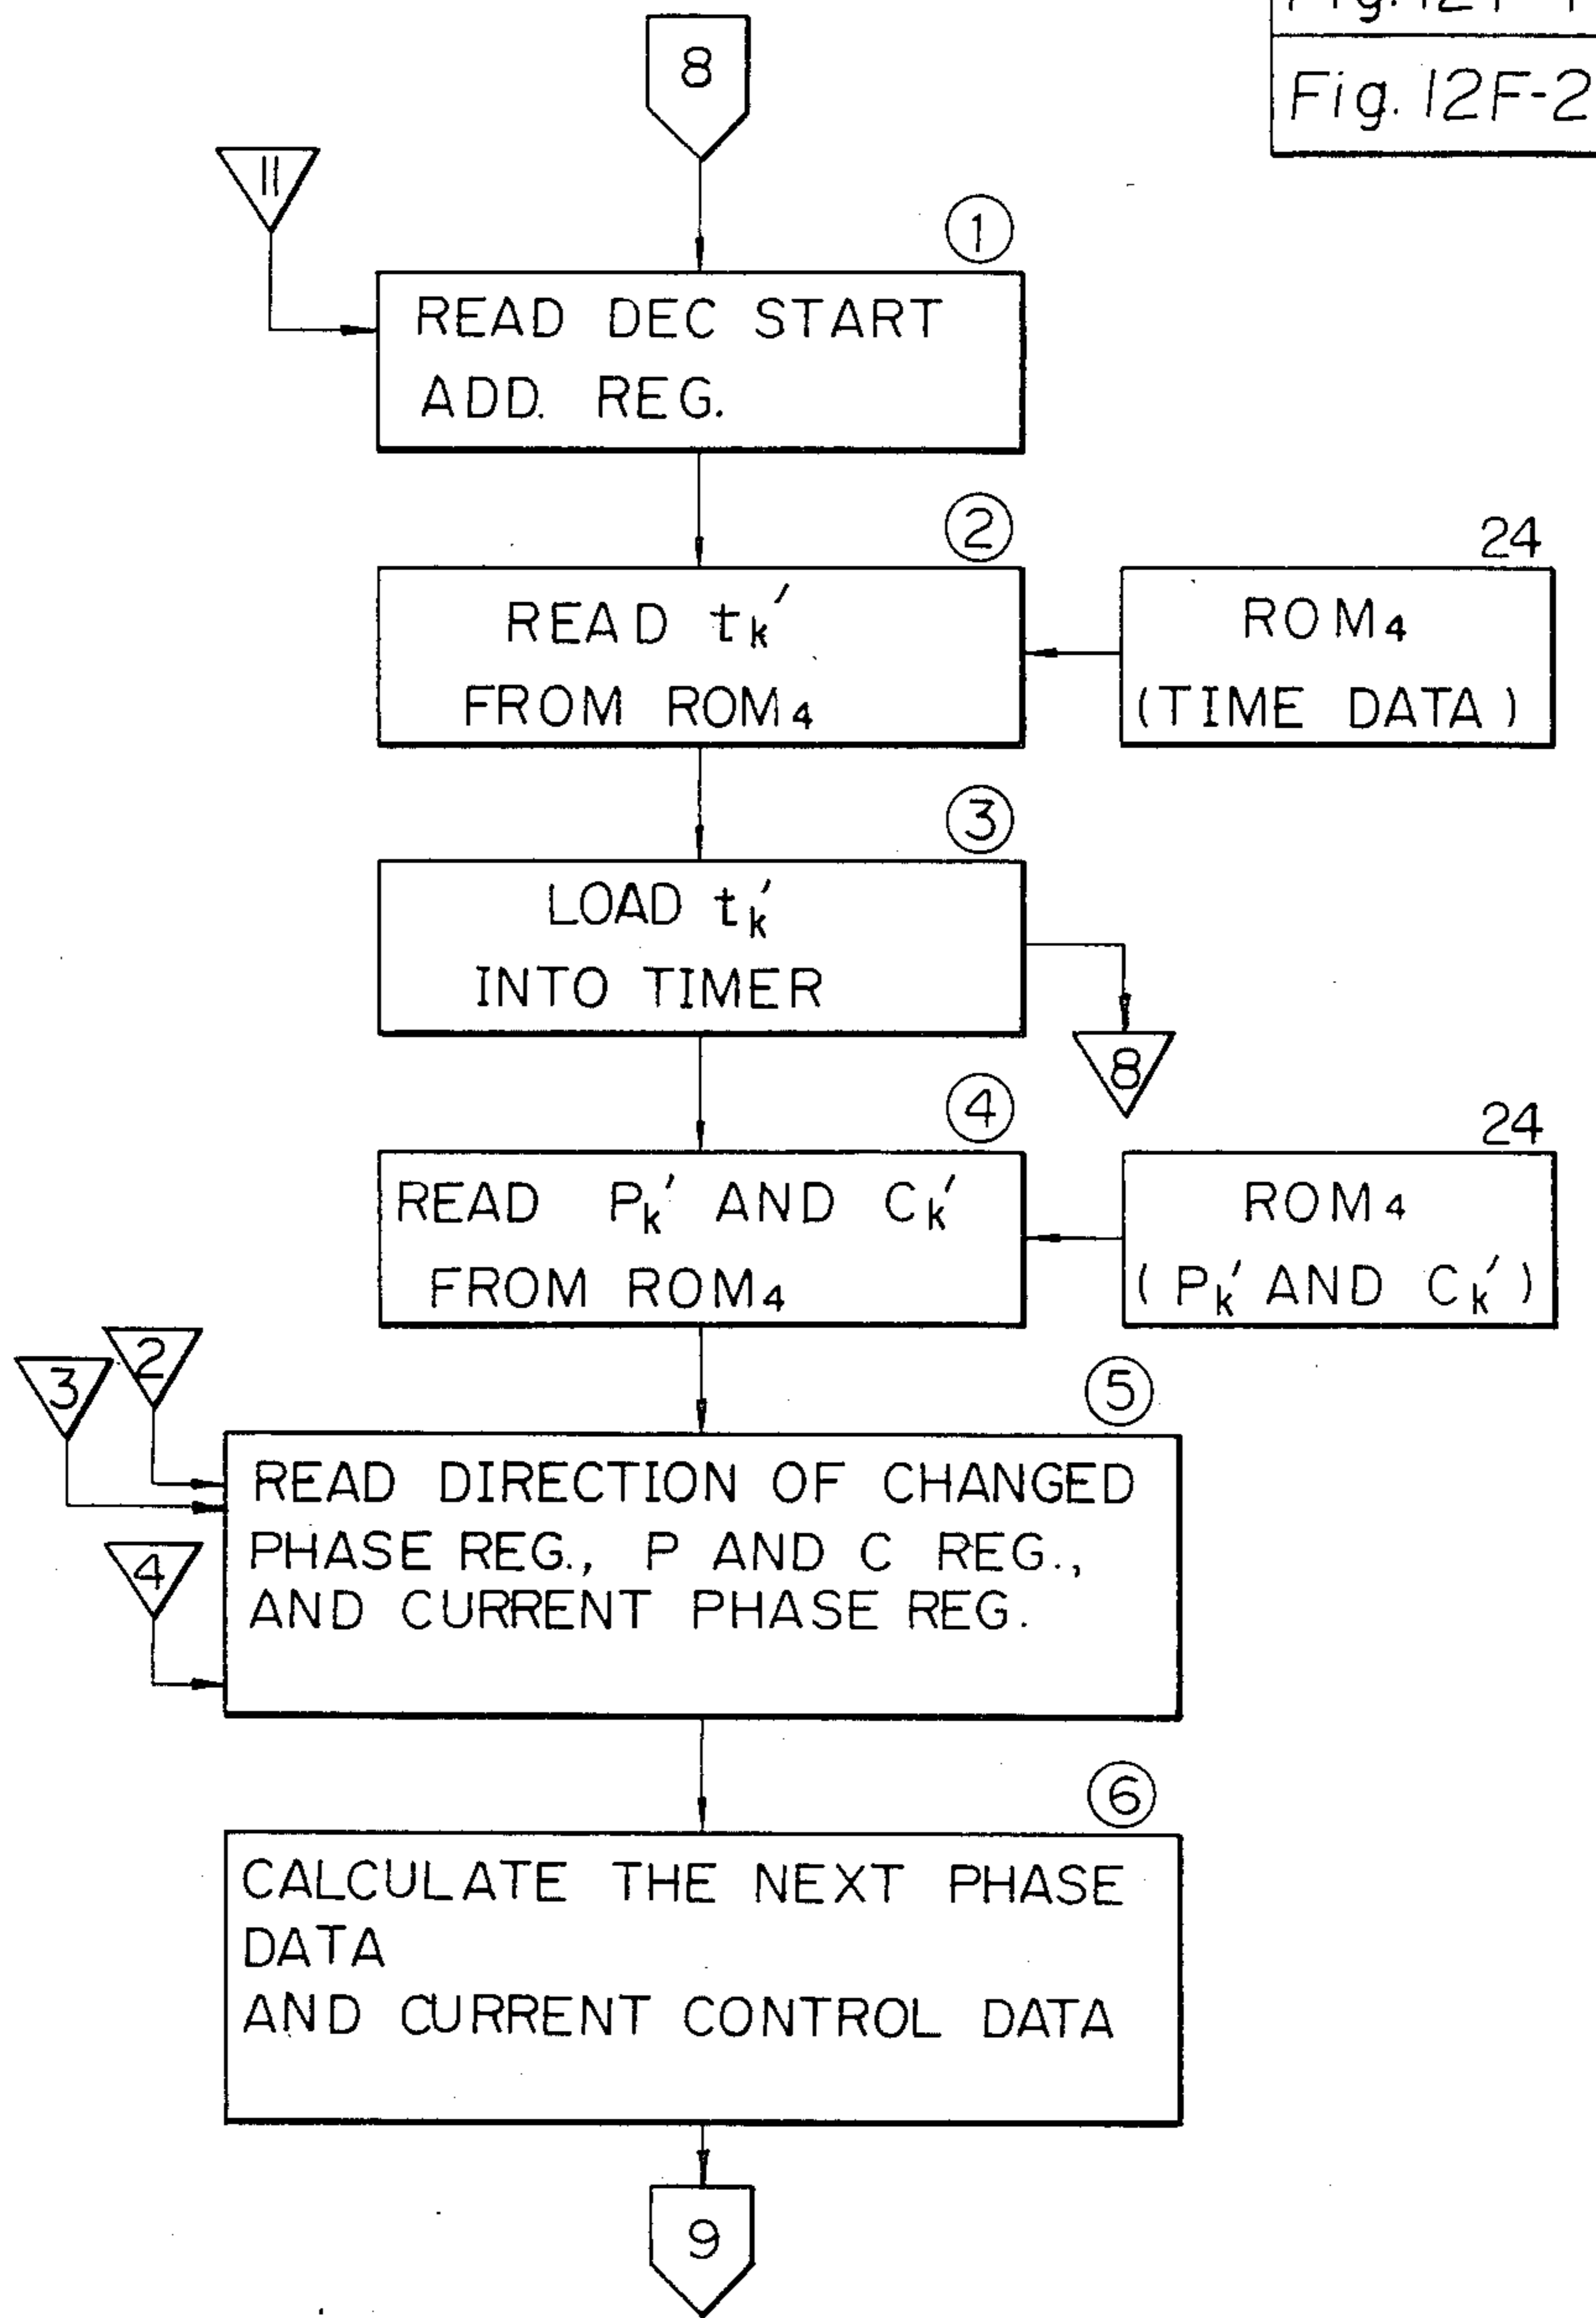 Fig. 12F-2
8
11
①
READ DEC START
ADD. REG.
②
24
READ tk'
FROM ROM4
ROM4
(TIME DATA)
③
LOAD tk'
INTO TIMER
8
④
24
READ Pk' AND Ck'
FROM ROM4
ROM4
(Pk' AND Ck')
2
3
⑤
READ DIRECTION OF CHANGED
PHASE REG., P AND C REG.,
AND CURRENT PHASE REG.
4
⑥
CALCULATE THE NEXT PHASE
DATA
AND CURRENT CONTROL DATA
9